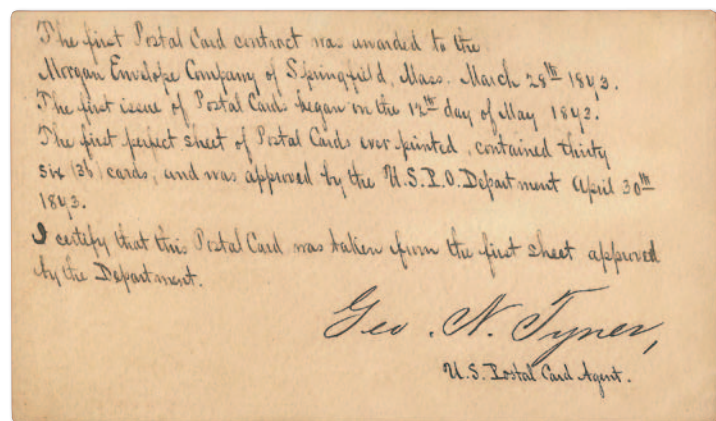 The first Postal Card contract was awarded to the
Morgan Envelope Company of Springfield, Mass. March 28th 1873.
The first issue of Postal Cards began on the 12th day of May 1873.
The first perfect sheet of Postal Cards ever printed, contained thirty
six (36) cards, and was approved by the U.S.P.O. Department April 30th
1873.
I certify that this Postal Card was taken from the first sheet approved
by the Department.
Geo. N. Tyner,
U.S. Postal Card Agent.